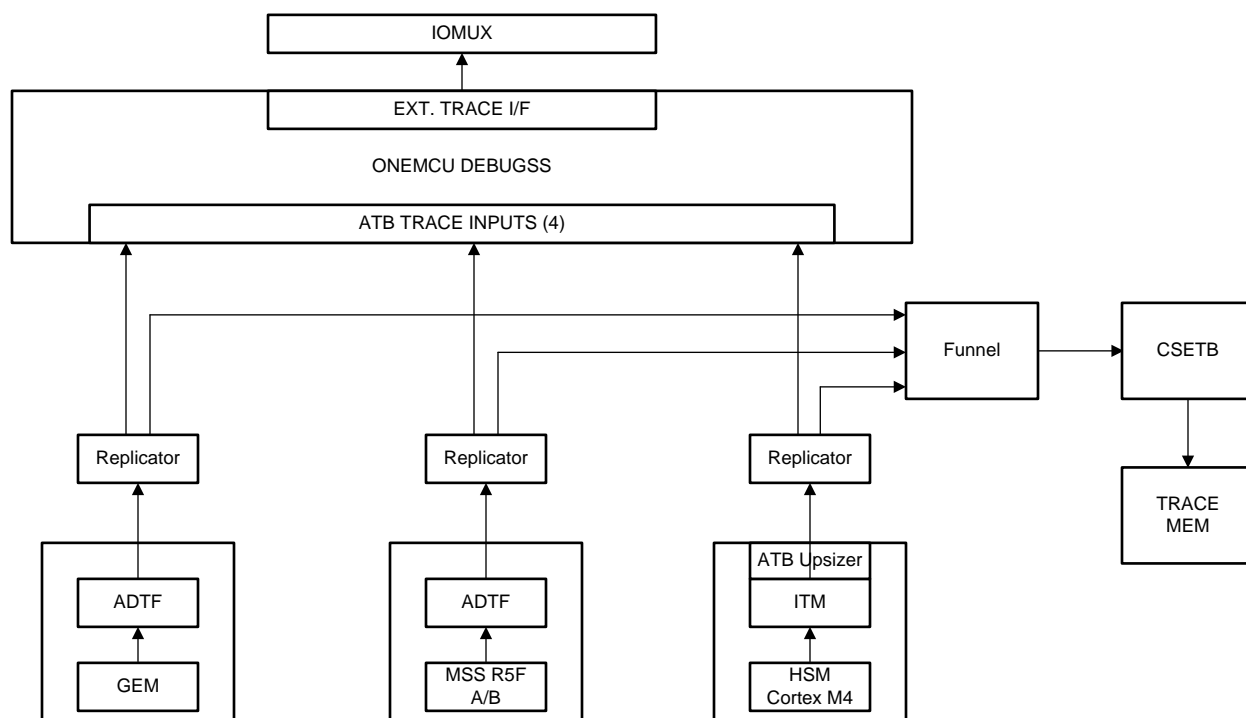 IOMUX
EXT. TRACE I/F
ONEMCU DEBUGSS
ATB TRACE INPUTS (4)
Funnel
CSETB
Replicator
Replicator
Replicator
TRACE
MEM
ATB Upsizer
ADTF
ADTF
ITM
GEM
MSS R5F
A/B
HSM
Cortex M4